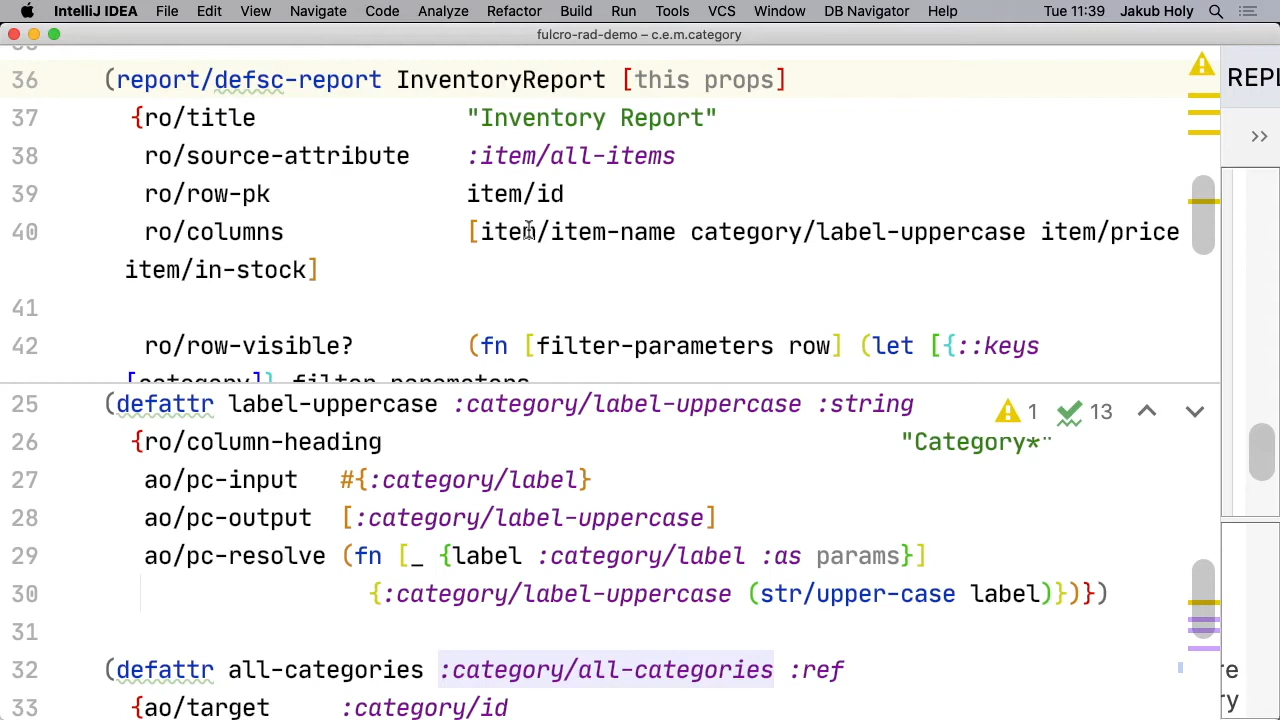 IntelliJ IDEA File Edit View Navigate Code Analyze Refactor Build Run Tools VCS Window DB Navigator Help Tue 11:39 Jakub Holy
fulcro-rad-demo – c.e.m.category
36 (report/defsc-report InventoryReport [this props]
37 {ro/title "Inventory Report"
38 ro/source-attribute :item/all-items
39 ro/row-pk item/id
40 ro/columns [item/item-name category/label-uppercase item/price
item/in-stock]
41
42 ro/row-visible? (fn [filter-parameters row] (let [{::keys
[category]} filter-parameters
25 (defattr label-uppercase :category/label-uppercase :string
1 13
26 {ro/column-heading "Category*"
27 ao/pc-input #{:category/label}
28 ao/pc-output [:category/label-uppercase]
29 ao/pc-resolve (fn [_ {label :category/label :as params}]
30 {:category/label-uppercase (str/upper-case label)})})
31
32 (defattr all-categories :category/all-categories :ref
33 {ao/target :category/id
REPL
>>